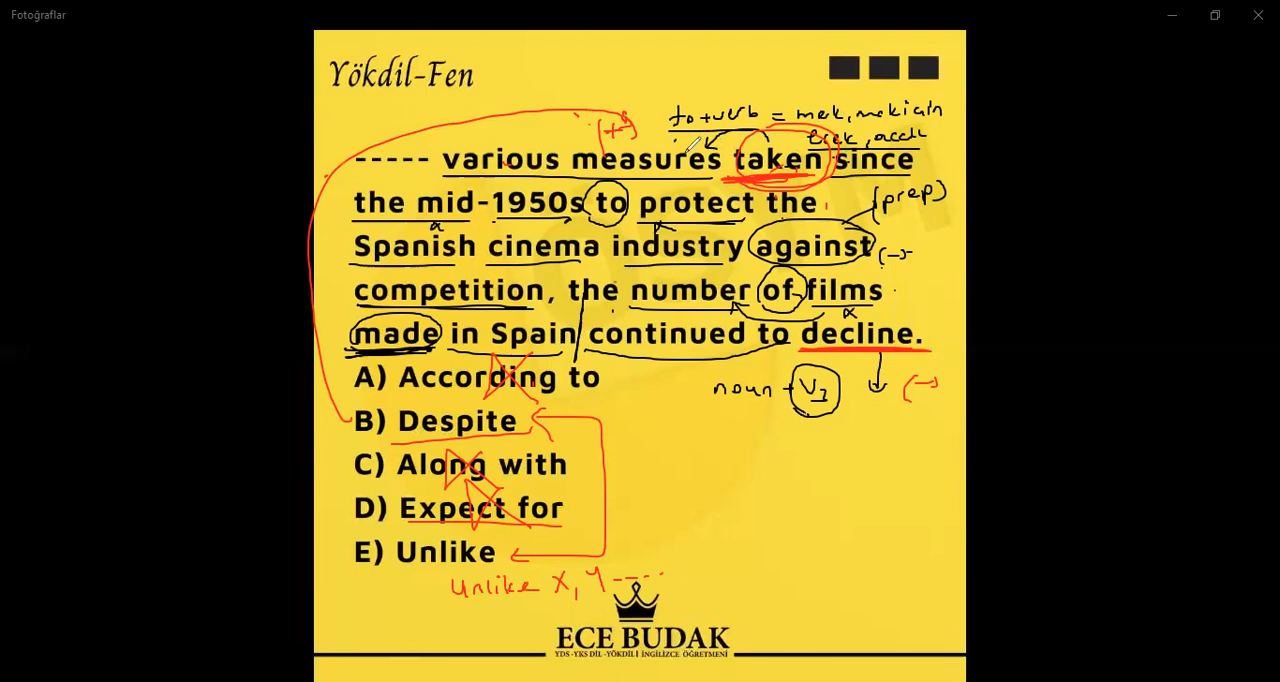 Fotoğraflar
Yökdil-Fen
to+verb = mek, mek için
----- various measures taken since
the mid-1950s to protect the
(prep)
Spanish cinema industry against
(-)
competition, the number of films
made in Spain continued to decline.
noun + V3
(-)
A) According to
B) Despite
C) Along with
D) Expect for
E) Unlike
Unlike X, Y ----
ECE BUDAK
YDS -YKS DİL -YÖKDİL İNGİLİZCE ÖĞRETMENİ